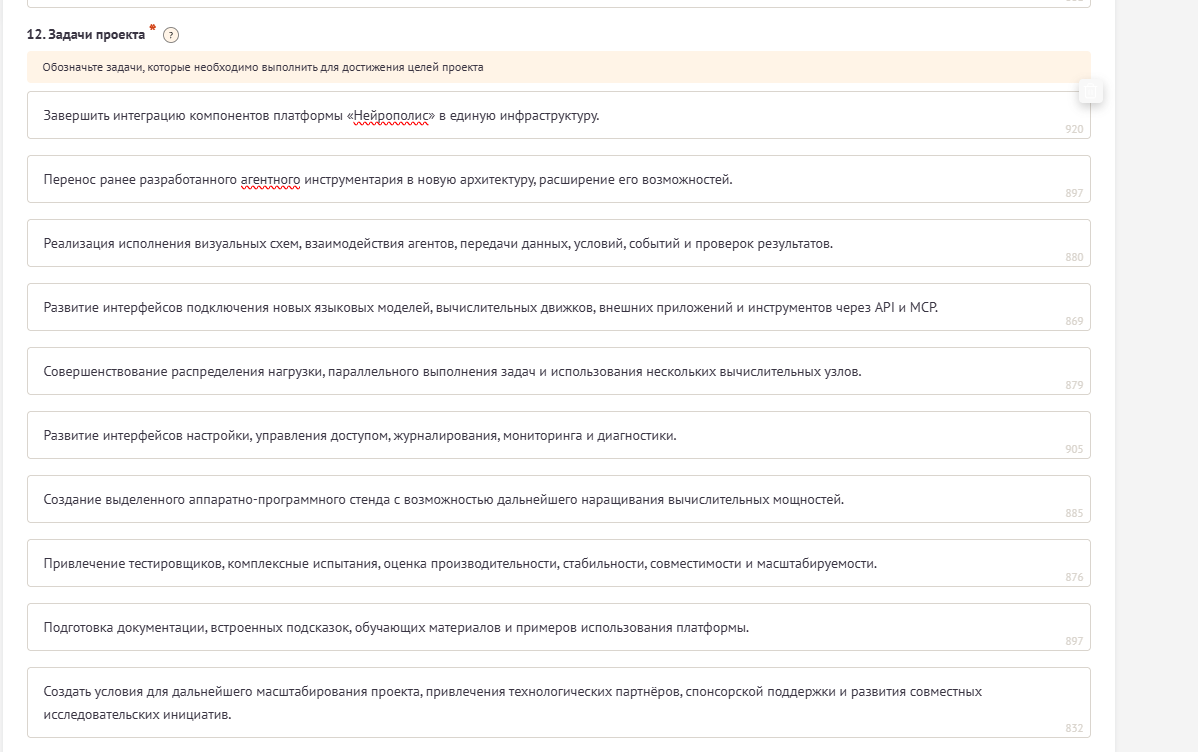 12. Задачи проекта * ?
Обозначьте задачи, которые необходимо выполнить для достижения целей проекта
Завершить интеграцию компонентов платформы «Нейрополис» в единую инфраструктуру.
920
Перенос ранее разработанного агентного инструментария в новую архитектуру, расширение его возможностей.
897
Реализация исполнения визуальных схем, взаимодействия агентов, передачи данных, условий, событий и проверок результатов.
880
Развитие интерфейсов подключения новых языковых моделей, вычислительных движков, внешних приложений и инструментов через API и MCP.
869
Совершенствование распределения нагрузки, параллельного выполнения задач и использования нескольких вычислительных узлов.
879
Развитие интерфейсов настройки, управления доступом, журналирования, мониторинга и диагностики.
905
Создание выделенного аппаратно-программного стенда с возможностью дальнейшего наращивания вычислительных мощностей.
885
Привлечение тестировщиков, комплексные испытания, оценка производительности, стабильности, совместимости и масштабируемости.
876
Подготовка документации, встроенных подсказок, обучающих материалов и примеров использования платформы.
897
Создать условия для дальнейшего масштабирования проекта, привлечения технологических партнёров, спонсорской поддержки и развития совместных
исследовательских инициатив.
832